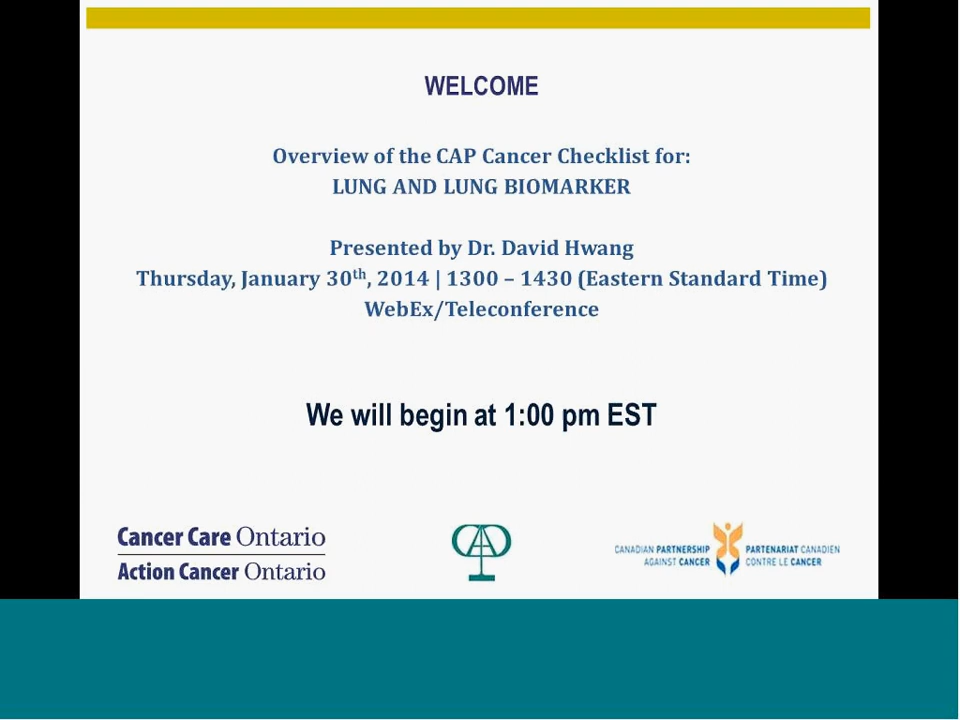 WELCOME
Overview of the CAP Cancer Checklist for:
LUNG AND LUNG BIOMARKER
Presented by Dr. David Hwang
Thursday, January 30th, 2014 | 1300 – 1430 (Eastern Standard Time)
WebEx/Teleconference
We will begin at 1:00 pm EST
Cancer Care Ontario
Action Cancer Ontario
CANADIAN PARTNERSHIP
AGAINST CANCER
PARTENARIAT CANADIEN
CONTRE LE CANCER